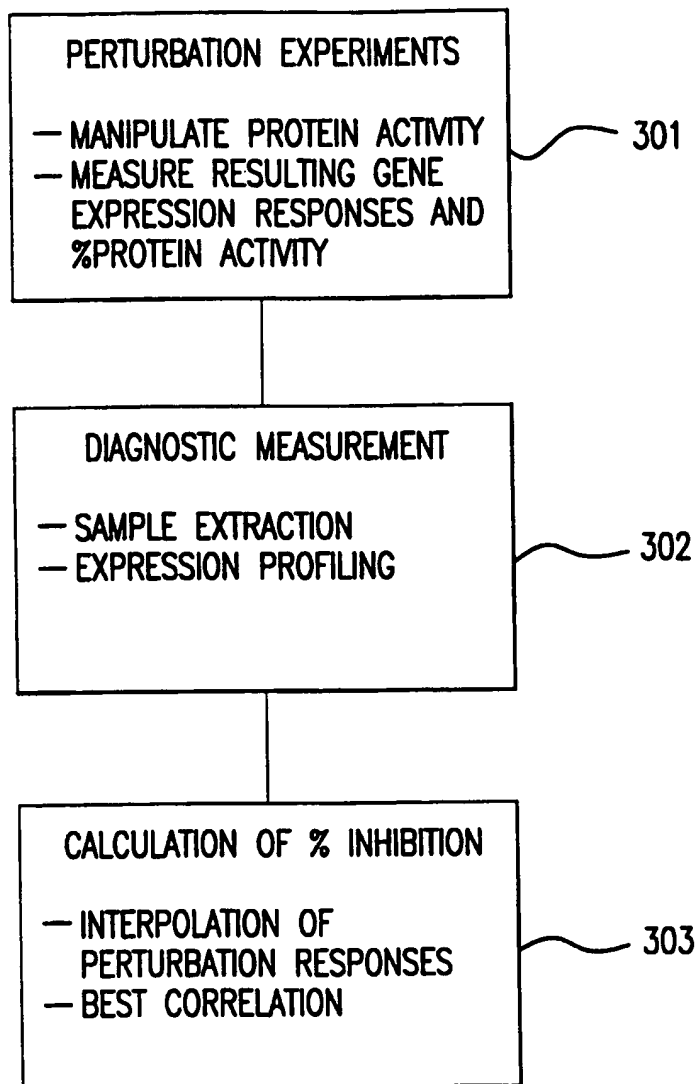 PERTURBATION EXPERIMENTS
— MANIPULATE PROTEIN ACTIVITY
— MEASURE RESULTING GENE
EXPRESSION RESPONSES AND
%PROTEIN ACTIVITY
301
DIAGNOSTIC MEASUREMENT
— SAMPLE EXTRACTION
— EXPRESSION PROFILING
302
CALCULATION OF % INHIBITION
— INTERPOLATION OF
PERTURBATION RESPONSES
— BEST CORRELATION
303